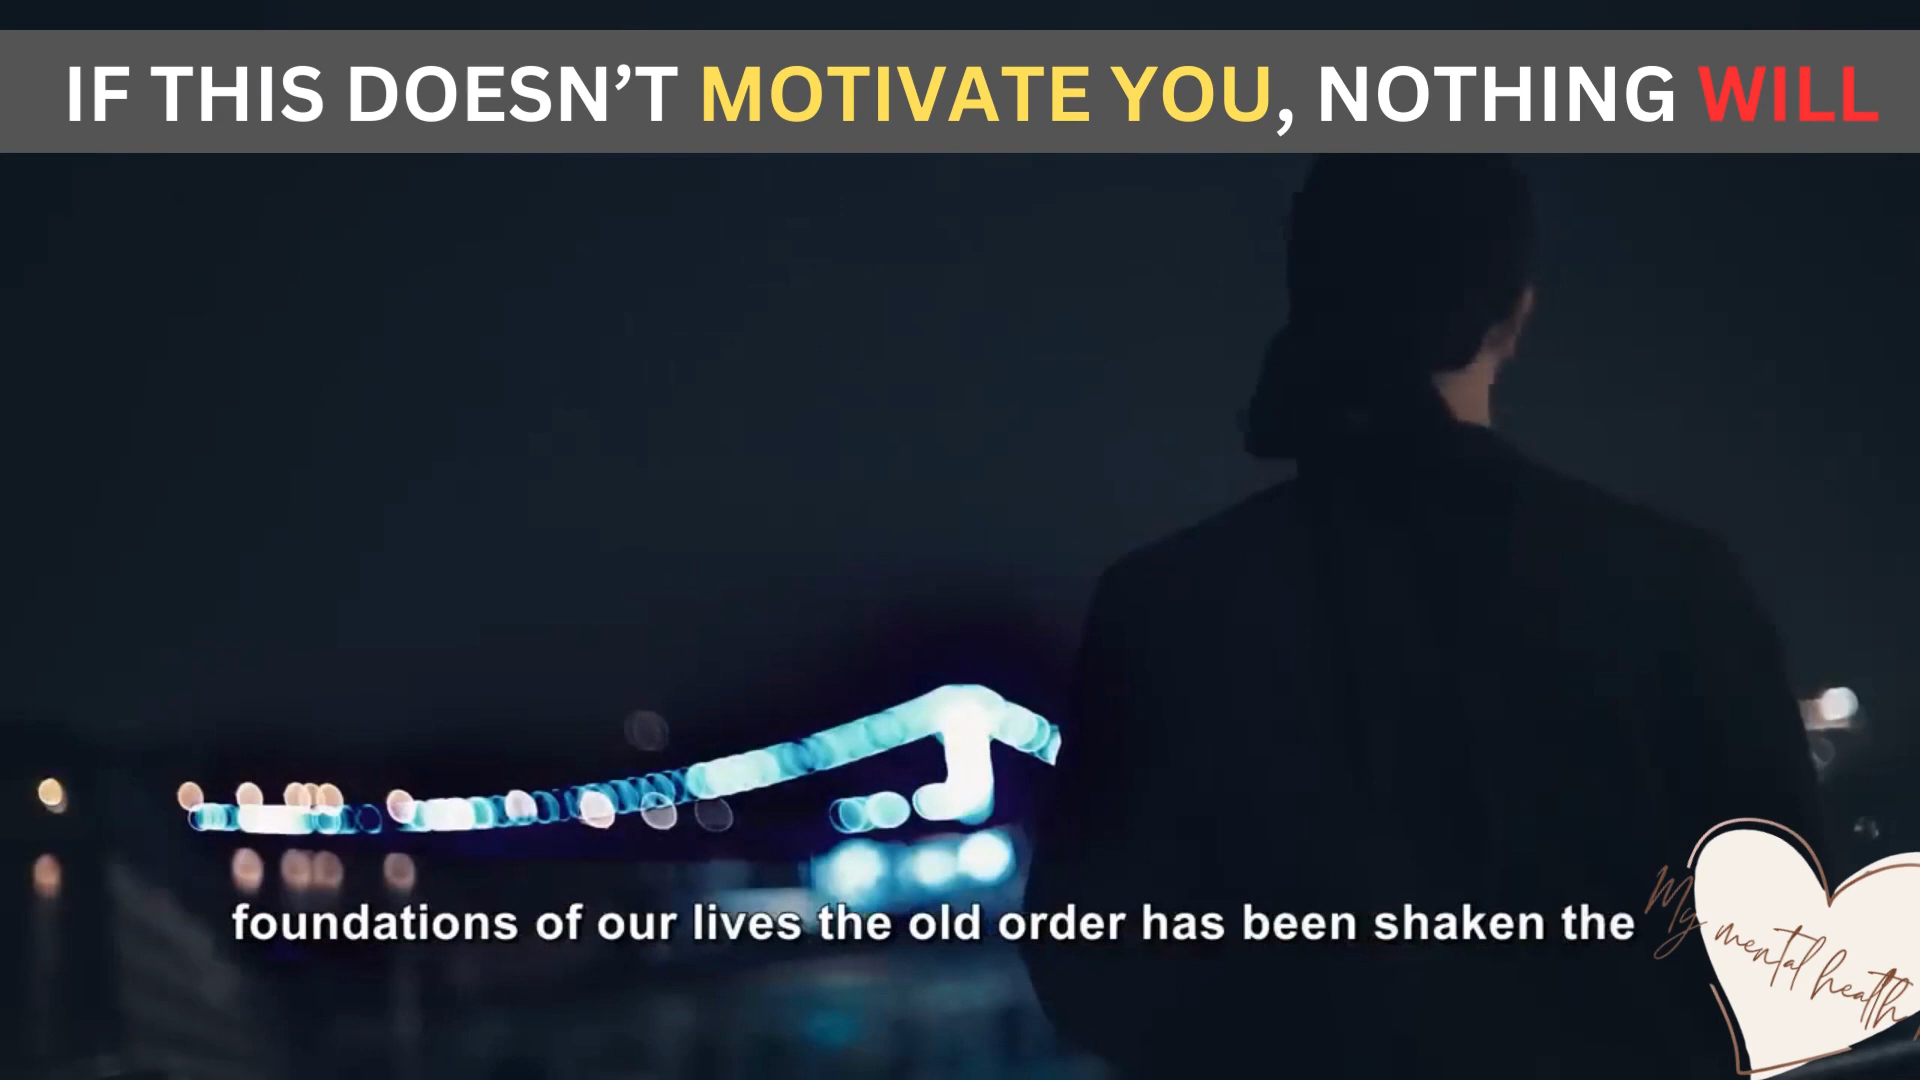 IF THIS DOESN’T MOTIVATE YOU, NOTHING WILL
foundations of our lives the old order has been shaken the
My mental health